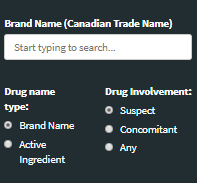 Brand Name (Canadian Trade Name)
Start typing to search...
Drug name
type:
Brand Name
Active
Ingredient
Drug Involvement:
Suspect
Concomitant
Any